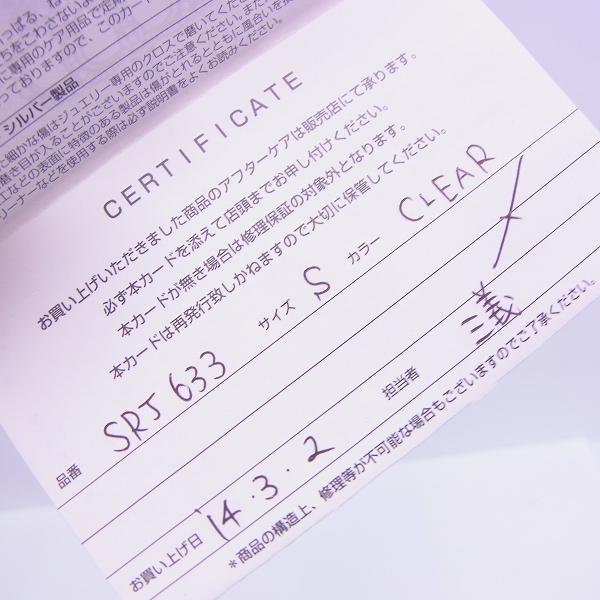 シルバー製品
CERTIFICATE
お買い上げいただきました商品のアフターケアは販売店にて承ります。
必ず本カードを添えて店頭までお申し付けください。
本カードが無き場合は修理保証の対象外となります。
本カードは再発行致しかねますので大切に保管してください。
品番 SRJ 633 サイズ S カラー CLEAR
お買い上げ日 '14.3.2 担当者 三義
*商品の構造上、修理等が不可能な場合もございますのでご了承ください。